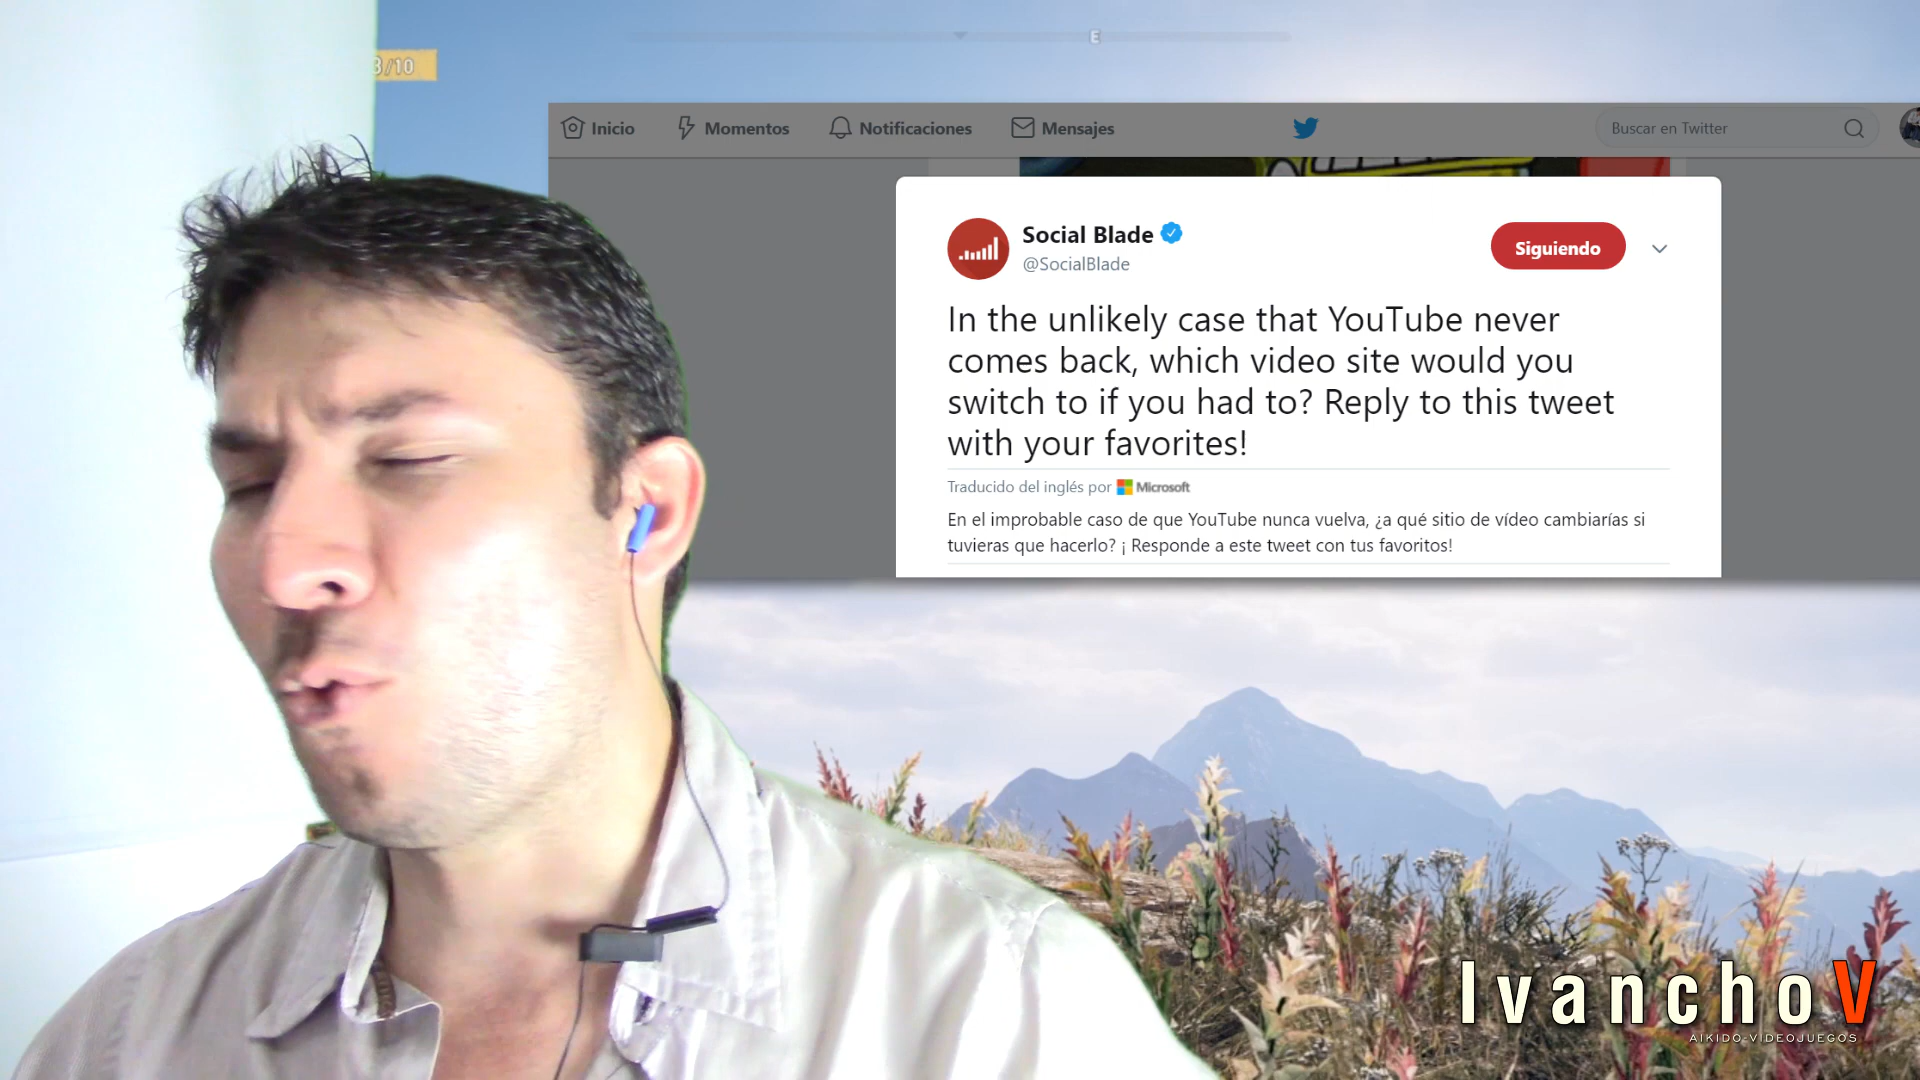 E
3/10
Inicio Momentos Notificaciones Mensajes Buscar en Twitter
Social Blade
@SocialBlade
Siguiendo
In the unlikely case that YouTube never
comes back, which video site would you
switch to if you had to? Reply to this tweet
with your favorites!
Traducido del inglés por Microsoft
En el improbable caso de que YouTube nunca vuelva, ¿a qué sitio de vídeo cambiarías si
tuvieras que hacerlo? ¡ Responde a este tweet con tus favoritos!
IvanchoV
AIKIDO-VIDEOJUEGOS